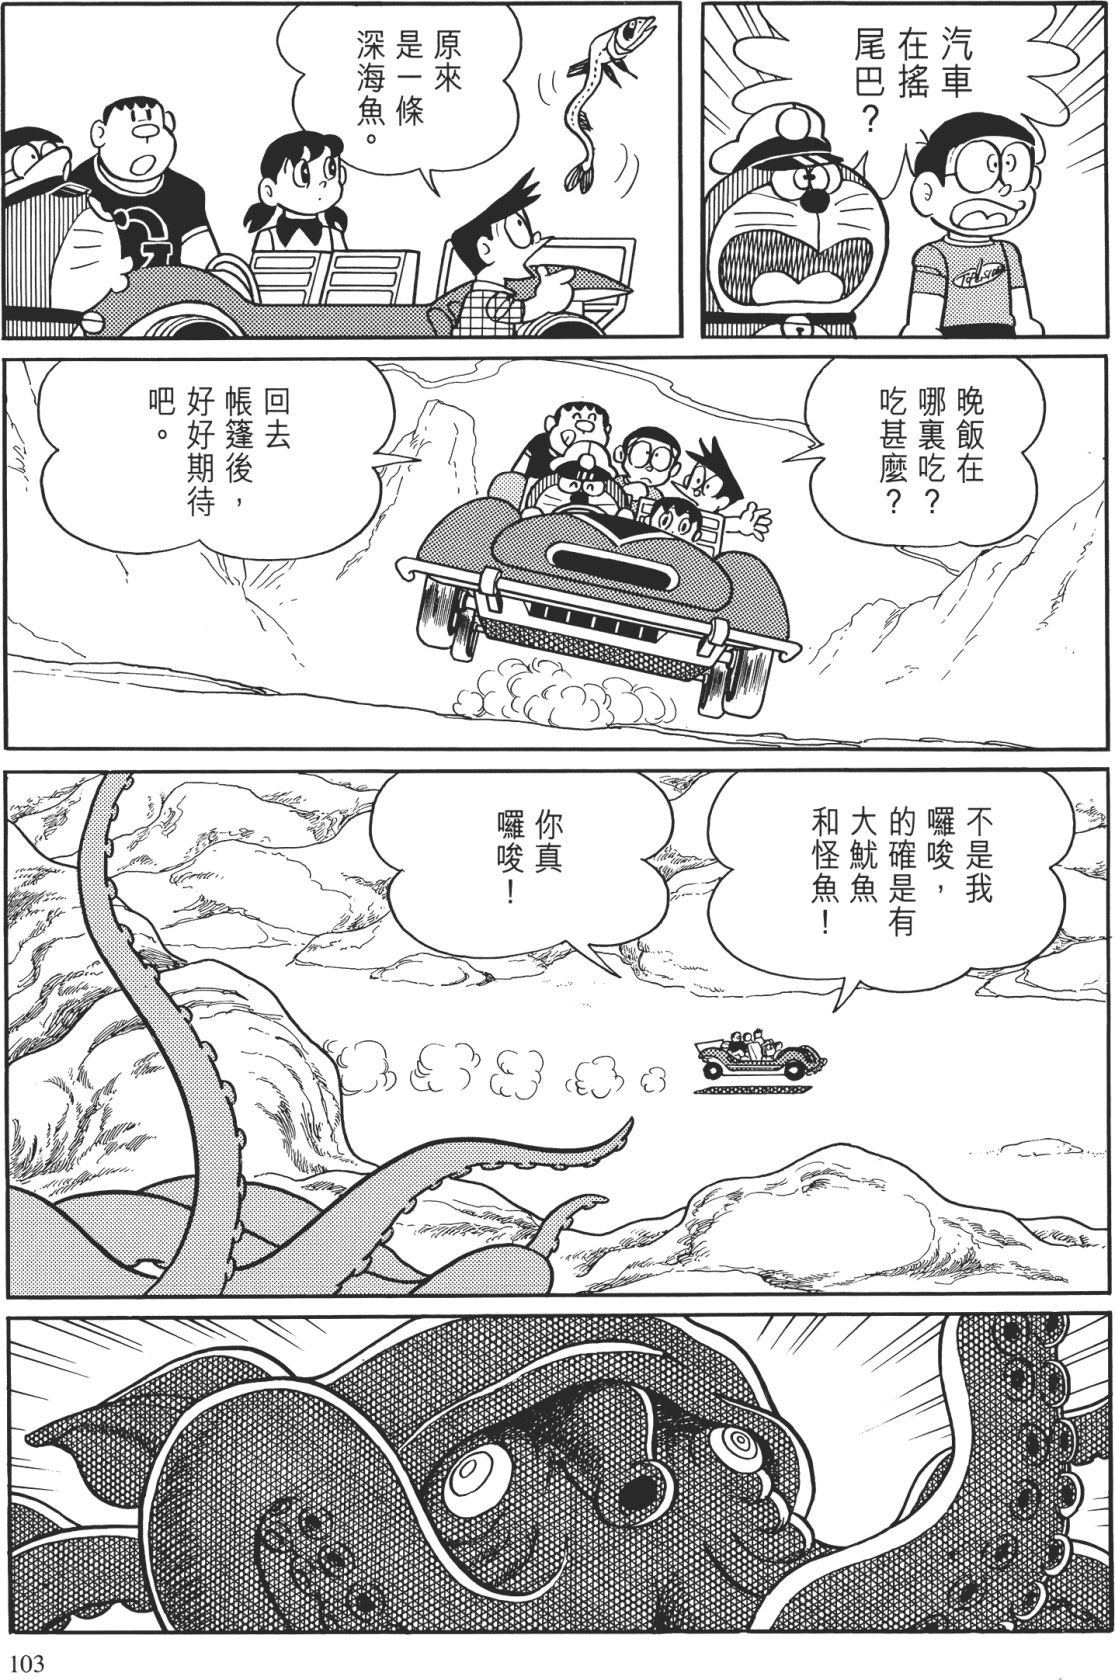 汽車
在搖
尾巴？
原來
是一條
深海魚。
晚飯在
哪裏吃？
吃甚麼？
回去
帳篷後，
好好期待
吧。
不是我
囉唆，
的確是有
大魷魚
和怪魚！
你真
囉唆！
103